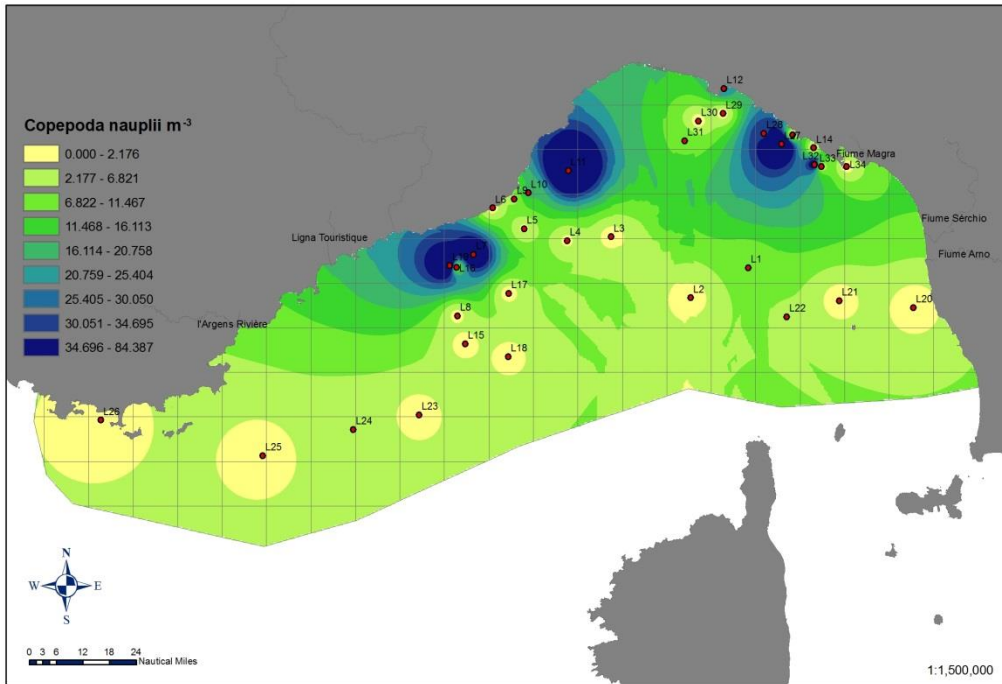 Copepoda nauplii m-3
0.000 - 2.176
2.177 - 6.821
6.822 - 11.467
11.468 - 16.113
16.114 - 20.758
20.759 - 25.404
25.405 - 30.050
30.051 - 34.695
34.696 - 84.387
L12
L29
L30
L31
L28
L14
L32
L33
Fiume Magra
L34
L11
L10
L9
L6
L5
L4
L3
Fiume Sérchio
Fiume Arno
Ligna Touristique
L16
L1
L17
L2
L21
L20
L22
L8
l'Argens Rivière
L15
L18
L23
L24
L26
L25
N
W
E
S
0 3 6 12 18 24
Nautical Miles
1:1,500,000